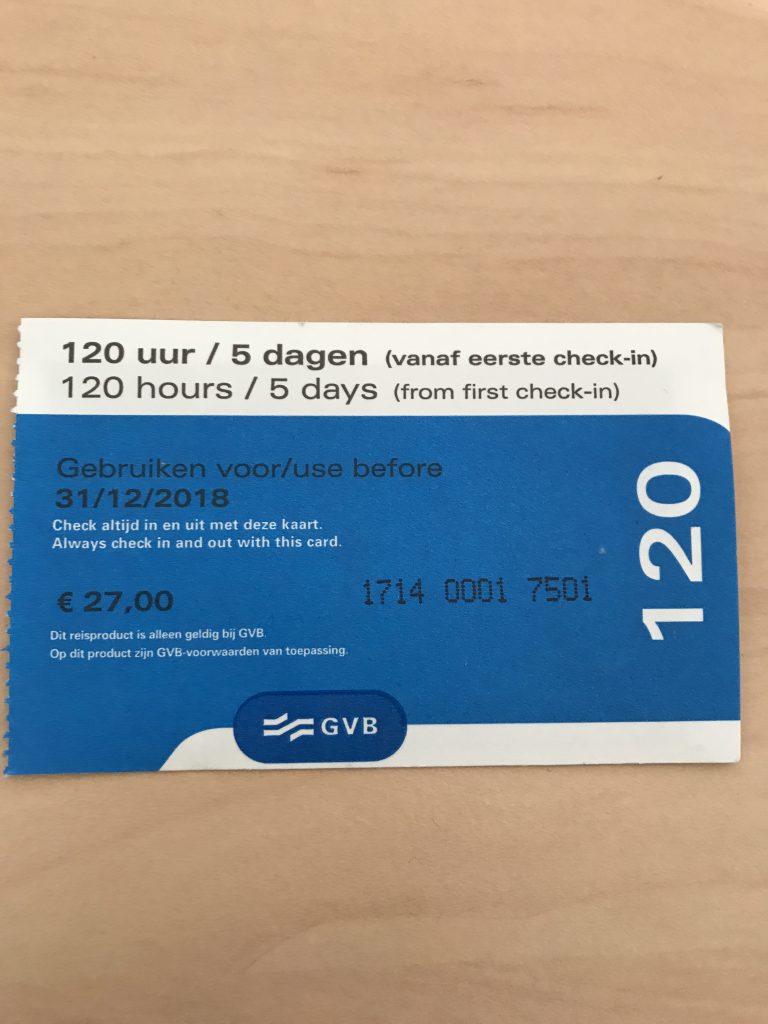 120 uur / 5 dagen (vanaf eerste check-in)
120 hours / 5 days (from first check-in)
Gebruiken voor/use before
31/12/2018
Check altijd in en uit met deze kaart.
Always check in and out with this card.
€ 27,00
1714 0001 7501
Dit reisproduct is alleen geldig bij GVB.
Op dit product zijn GVB-voorwaarden van toepassing.
120
GVB